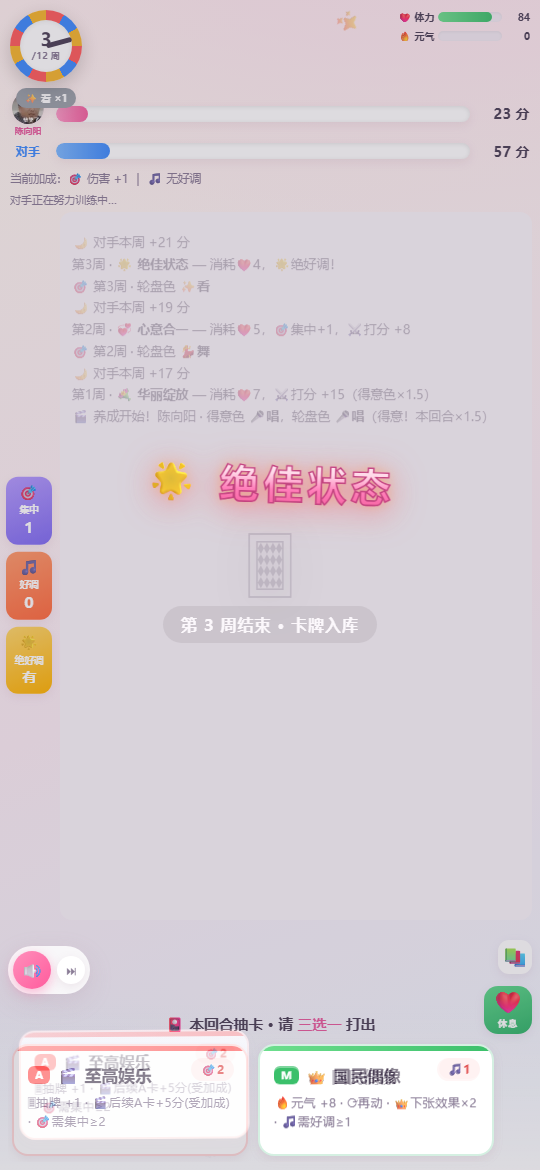 3
/12 周
体力 84
元气 0
看 ×1
陈向阳
23 分
对手
57 分
当前加成： 伤害 +1 | 无好调
对手正在努力训练中...
对手本周 +21 分
第3周 · 绝佳状态 — 消耗4, 绝好调!
第3周 · 轮盘色 看
对手本周 +19 分
第2周 · 心意合一 — 消耗5, 集中+1, 打分 +8
第2周 · 轮盘色 舞
对手本周 +17 分
第1周 · 华丽绽放 — 消耗7, 打分 +15（得意色×1.5）
养成开始！陈向阳 · 得意色 唱，轮盘色 唱（得意！本回合×1.5）
绝佳状态
集中
1
好调
0
绝好调
有
第 3 周结束 • 卡牌入库
休息
本回合抽卡 • 请 三选一 打出
A 至高娱乐 2
抽牌 +1 · 后续A卡+5分(受加成)
· 需集中≥2
M 国民偶像 1
元气 +8 · 再动 · 下张效果×2
· 需好调≥1